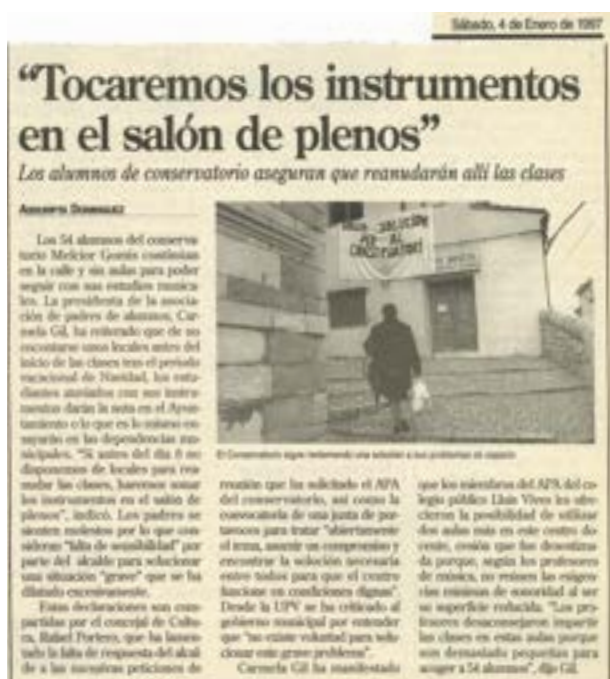 Sábado, 4 de Enero de 1997
“Tocaremos los instrumentos
en el salón de plenos”
Los alumnos de conservatorio aseguran que reanudarán allí las clases
Los 54 alumnos del conserva-
torio Melcior Gomis continúan
en la calle y sin aulas para poder
seguir con sus estudios musica-
les. La presidenta de la asocia-
ción de padres de alumnos, Car-
mela Gil, ha reiterado que de no
encontarse unos locales antes del
inicio de las clases tras el periodo
vacacional de Navidad, los estu-
diantes ataviados con sus instru-
mentos darán la nota en el Ayun-
tamiento o lo que es lo mismo en-
sayarán en las dependencias mu-
nicipales. “Si antes del día 8 no
disponemos de locales para rea-
nudar las clases, haremos sonar
los instrumentos en el salón de
plenos”, indicó. Los padres se
sienten molestos por lo que con-
sideran “falta de sensibilidad” por
parte del alcalde para solucionar
una situación “grave” que se ha
dilatado excesivamente.
Estas declaraciones son com-
partidas por el concejal de Cultu-
ra, Rafael Portero, que ha lamen-
tado la falta de respuesta del alcal-
de a las sucesivas peticiones de
SOLUCIÓN
PER AL
CONSERVATORI
El Conservatorio sigue reclamando una solución a sus problemas de espacio
reunión que ha solicitado el APA
del conservatorio, así como la
convocatoria de una junta de por-
tavoces para tratar “abiertamente
el tema, asumir un compromiso y
encontrar la solución necesaria
entre todos para que el centro
funcione en condiciones dignas”.
Desde la UPV se ha criticado al
gobierno municipal por entender
que “no existe voluntad para solu-
cionar este grave problema”.
Carmela Gil ha manifestado
que los miembros del APA del co-
legio público Lluis Vives les ofre-
cieron la posibilidad de utilizar
dos aulas más en este centro do-
cente, cesión que fue desestima-
da porque, según los profesores
de música, no reúnen las exigen-
cias mínimas de sonoridad al ser
su superficie reducida. “Los pro-
fesores desaconsejaron impartir
las clases en estas aulas porque
son demasiado pequeñas para
acoger a 54 alumnos”, dijo Gil.